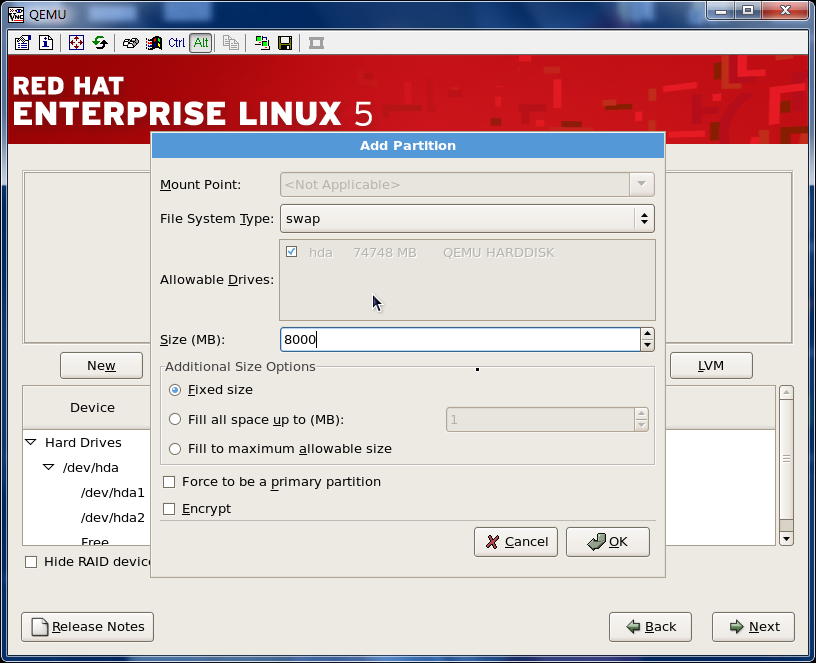 QEMU
Ctrl Alt
RED HAT
ENTERPRISE LINUX 5
Add Partition
Mount Point: <Not Applicable>
File System Type: swap
hda 74748 MB QEMU HARDDISK
Allowable Drives:
Size (MB): 8000
New LVM
Additional Size Options
Fixed size
Device
Fill all space up to (MB): 1
Hard Drives
Fill to maximum allowable size
/dev/hda
Force to be a primary partition
/dev/hda1
Encrypt
/dev/hda2
Free
Cancel OK
Hide RAID device
Release Notes Back Next